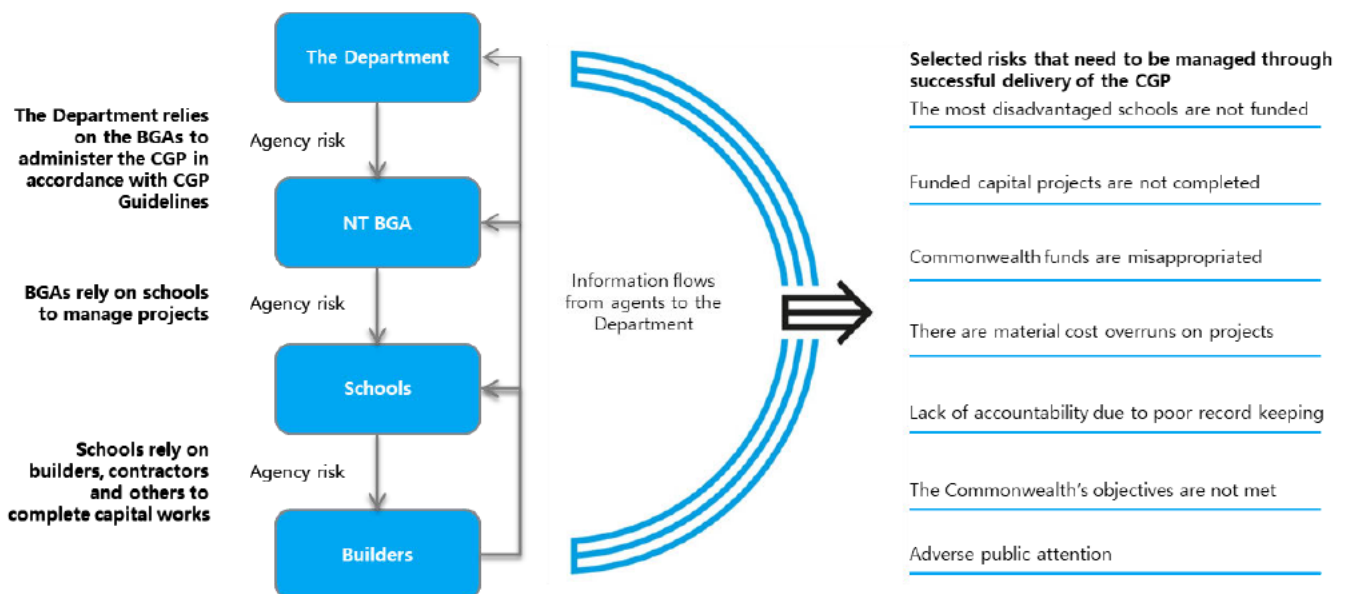 The Department
The Department relies
on the BGAs to
administer the CGP in
accordance with CGP
Guidelines
Agency risk
NT BGA
BGAs rely on schools
to manage projects
Agency risk
Schools
Schools rely on
builders, contractors
and others to
complete capital works
Agency risk
Builders
Information flows
from agents to the
Department
Selected risks that need to be managed through
successful delivery of the CGP
The most disadvantaged schools are not funded
Funded capital projects are not completed
Commonwealth funds are misappropriated
There are material cost overruns on projects
Lack of accountability due to poor record keeping
The Commonwealth's objectives are not met
Adverse public attention